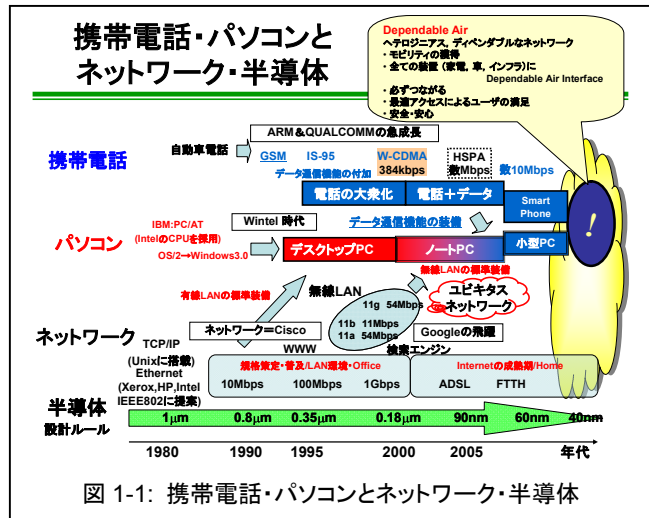 携帯電話・パソコンと
ネットワーク・半導体
Dependable Air
ヘテロジニアス, ディペンダブルなネットワーク
・モビリティの獲得
・全ての装置（家電, 車, インフラ）に
Dependable Air Interface
・必ずつながる
・最適アクセスによるユーザの満足
・安全・安心
ARM＆QUALCOMMの急成長
携帯電話
自動車電話
GSM
IS-95
W-CDMA
384kbps
HSPA
数Mbps
数10Mbps
データ通信機能の付加
電話の大衆化
電話＋データ
Smart
Phone
!
IBM:PC/AT
(IntelのCPUを採用)
OS/2→Windows3.0
Wintel 時代
データ通信機能の装備
パソコン
デスクトップPC
ノートPC
小型PC
有線LANの標準装備
無線LAN
無線LANの標準装備
11g 54Mbps
11b 11Mbps
11a 54Mbps
ユビキタス
ネットワーク
ネットワーク
ネットワーク＝Cisco
Googleの飛躍
TCP/IP
(Unixに搭載)
Ethernet
(Xerox,HP,Intel
IEEE802に提案)
WWW
検索エンジン
規格策定・普及/LAN環境・Office
10Mbps
100Mbps
1Gbps
Internetの成熟期/Home
ADSL
FTTH
半導体
設計ルール
1μm
0.8μm
0.35μm
0.18μm
90nm
60nm
40nm
1980
1990
1995
2000
2005
年代
図 1-1: 携帯電話・パソコンとネットワーク・半導体